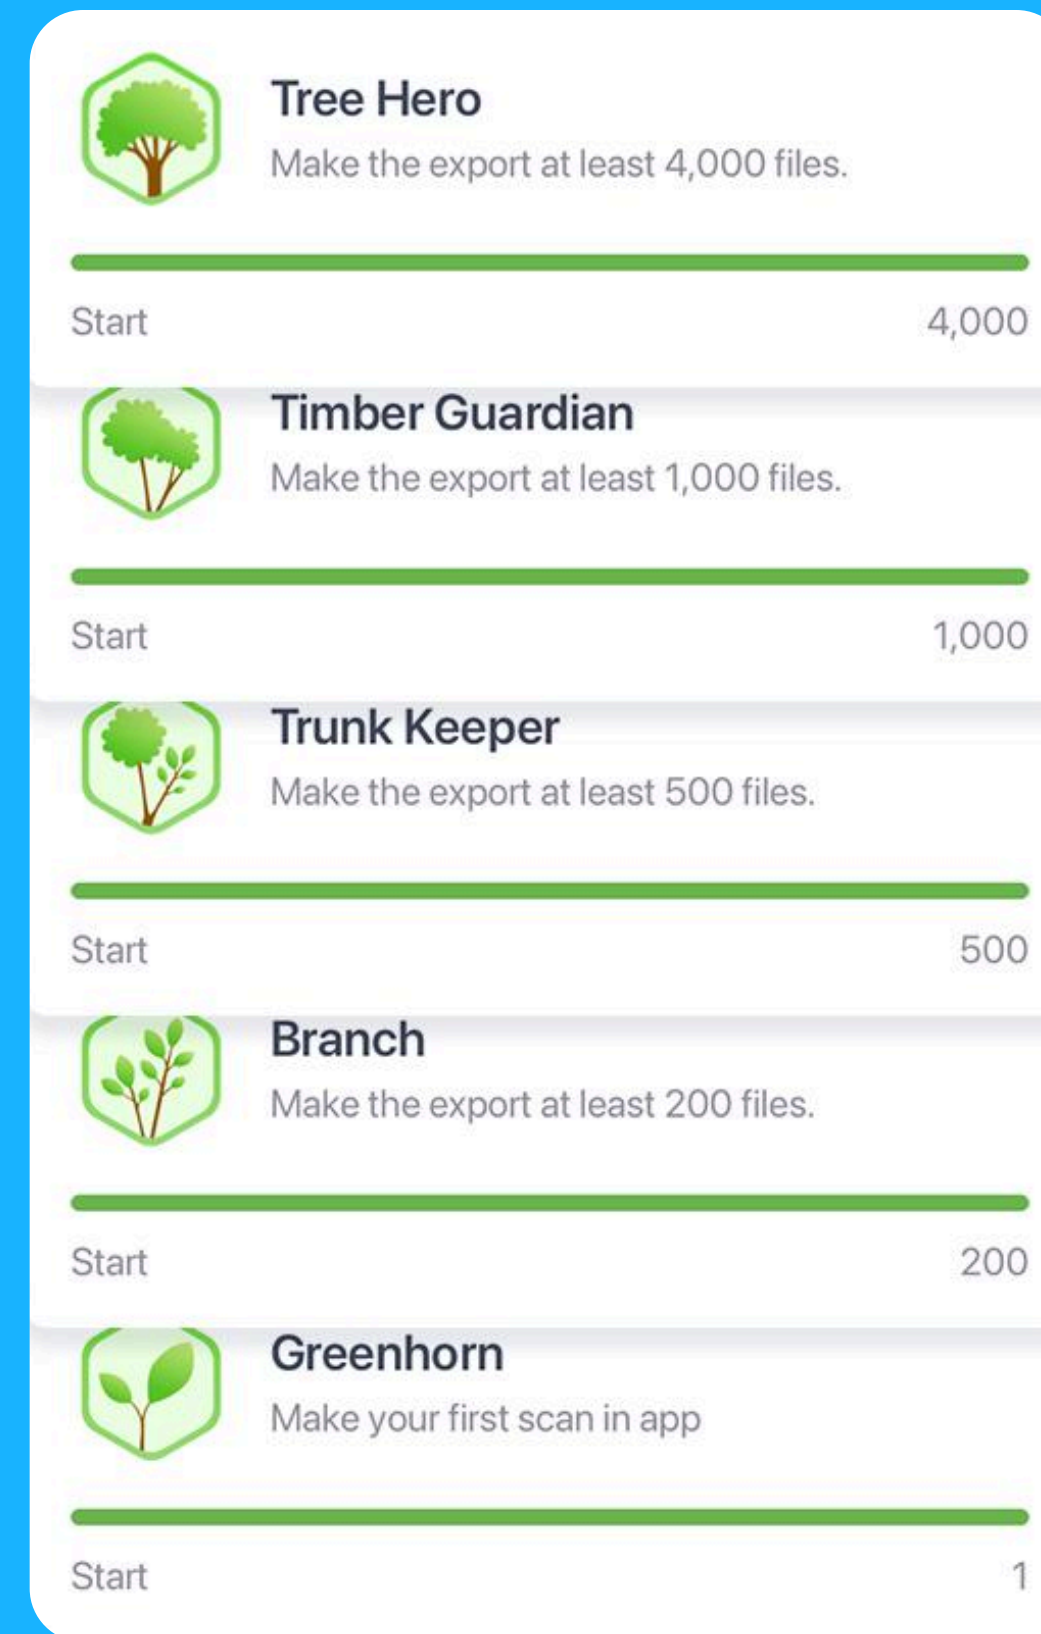 Tree Hero
Make the export at least 4,000 files.
Start 4,000
Timber Guardian
Make the export at least 1,000 files.
Start 1,000
Trunk Keeper
Make the export at least 500 files.
Start 500
Branch
Make the export at least 200 files.
Start 200
Greenhorn
Make your first scan in app
Start 1